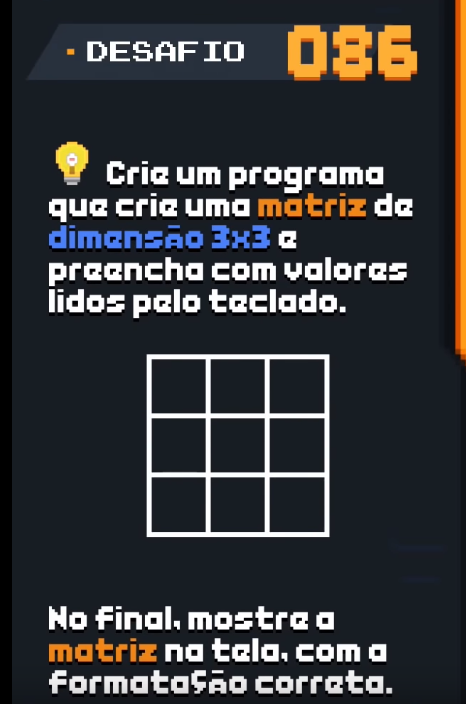 DESAFIO 086
Crie um programa
que crie uma matriz de
dimensão 3x3 e
preencha com valores
lidos pelo teclado.
No final, mostre a
matriz na tela, com a
formatação correta.